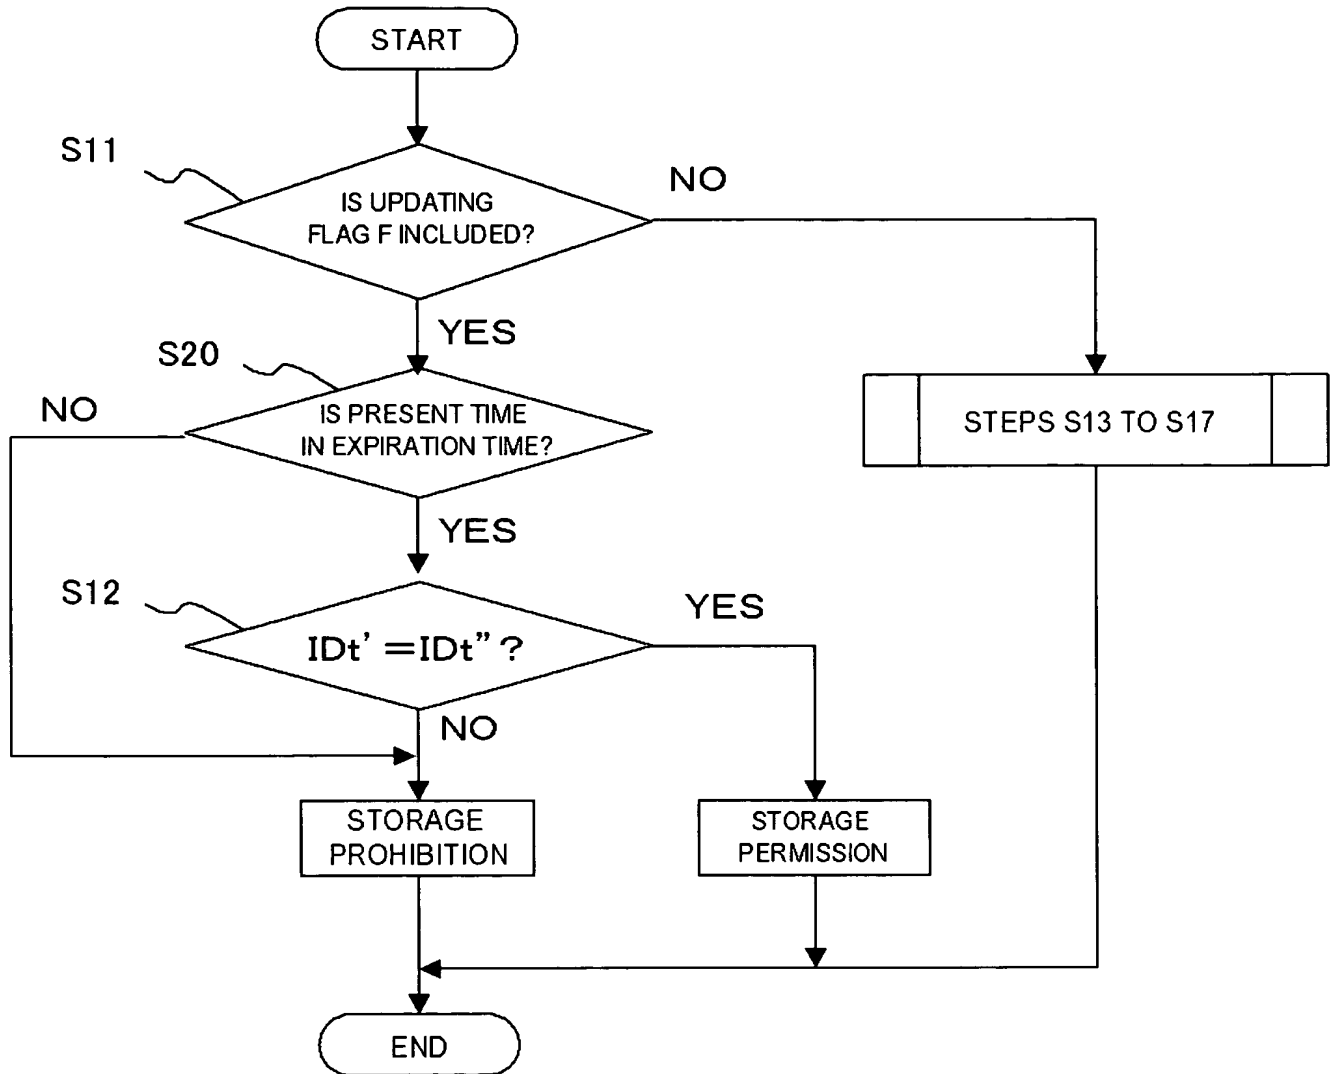 START
S11
IS UPDATING
FLAG F INCLUDED?
NO
YES
S20
IS PRESENT TIME
IN EXPIRATION TIME?
NO
STEPS S13 TO S17
YES
S12
IDt' =IDt" ?
YES
NO
STORAGE
PROHIBITION
STORAGE
PERMISSION
END